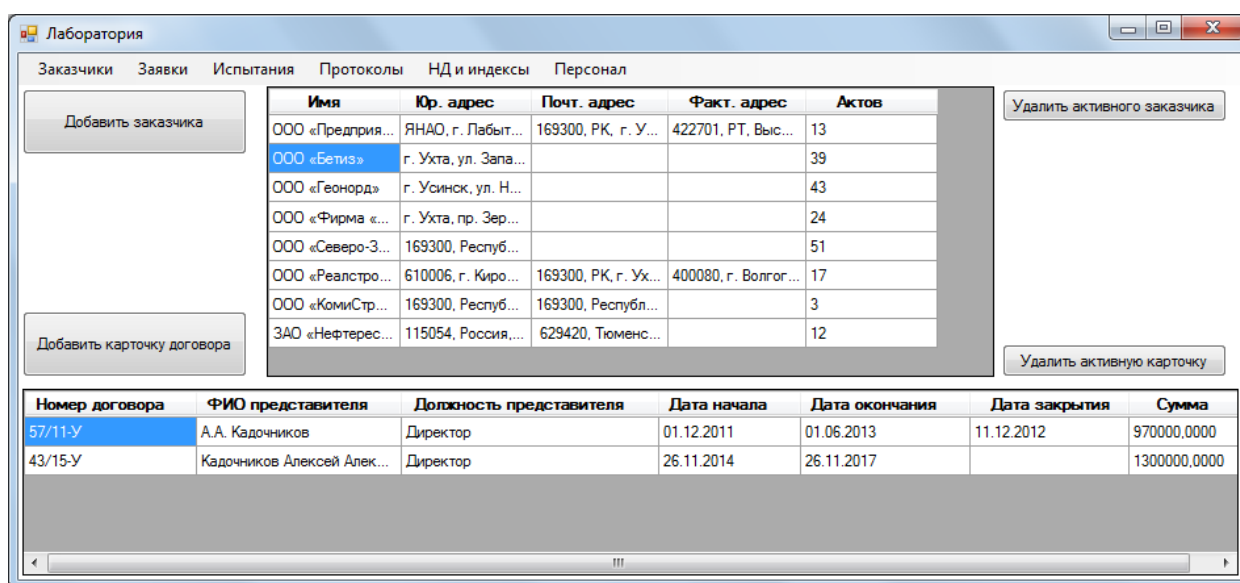 Лаборатория
Заказчики Заявки Испытания Протоколы НД и индексы Персонал
Добавить заказчика
Удалить активного заказчика
Имя Юр. адрес Почт. адрес Факт. адрес Актов
ООО «Предприя... ЯНАО, г. Лабыт... 169300, РК, г. У... 422701, РТ, Выс... 13
ООО «Бетиз» г. Ухта, ул. Запа... 39
ООО «Геонорд» г. Усинск, ул. Н... 43
ООО «Фирма «... г. Ухта, пр. Зер... 24
ООО «Северо-З... 169300, Респуб... 51
ООО «Реалстро... 610006, г. Киро... 169300, РК, г. Ух... 400080, г. Волгог... 17
ООО «КомиСтр... 169300, Респуб... 169300, Республ... 3
ЗАО «Нефтерес... 115054, Россия,... 629420, Тюменс... 12
Добавить карточку договора
Удалить активную карточку
Номер договора ФИО представителя Должность представителя Дата начала Дата окончания Дата закрытия Сумма
57/11-У А.А. Кадочников Директор 01.12.2011 01.06.2013 11.12.2012 970000,0000
43/15-У Кадочников Алексей Алек... Директор 26.11.2014 26.11.2017 1300000,0000